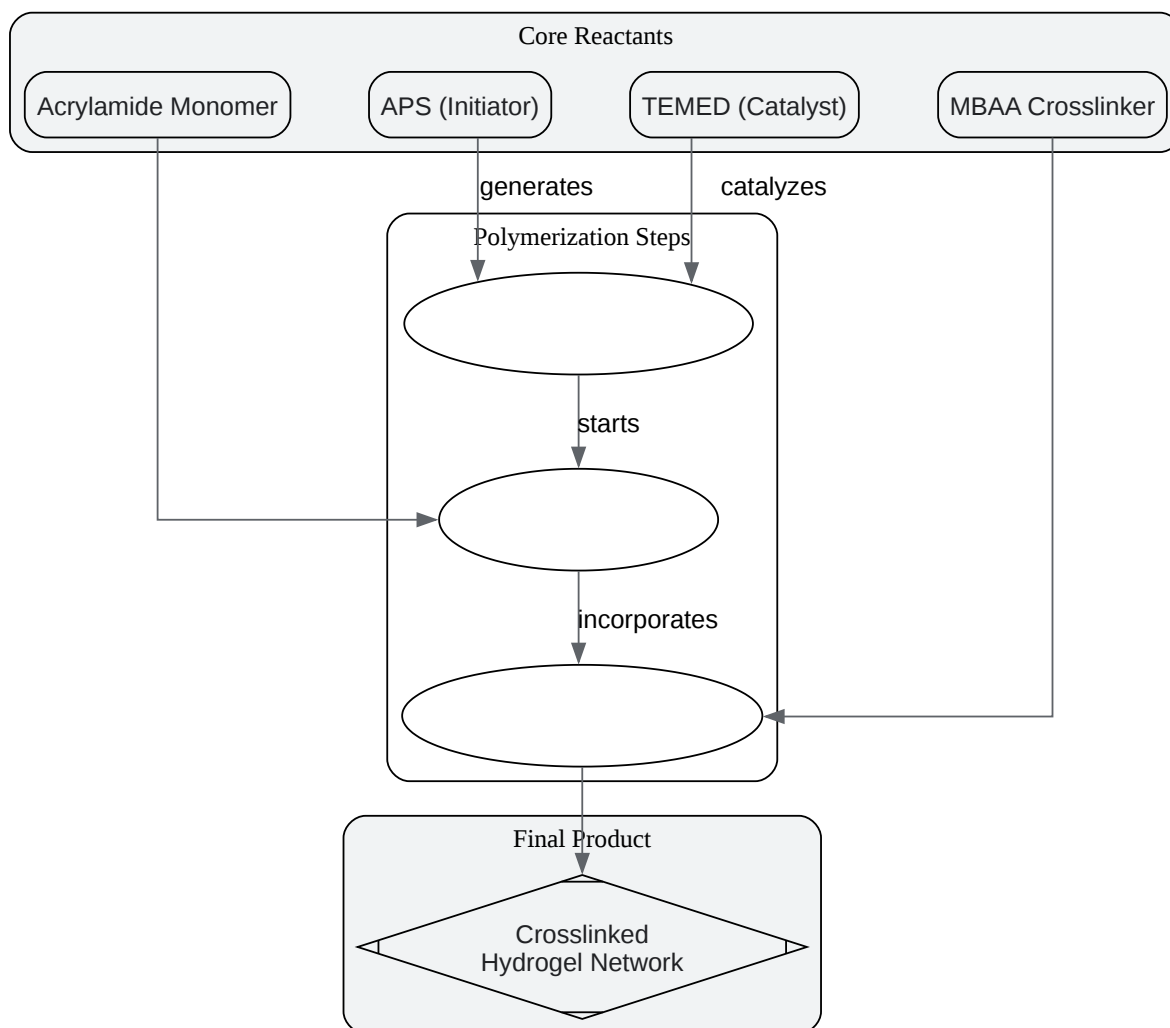 Core Reactants
Acrylamide Monomer
APS (Initiator)
TEMED (Catalyst)
MBAA Crosslinker
generates
catalyzes
Polymerization Steps
starts
incorporates
Final Product
Crosslinked
Hydrogel Network